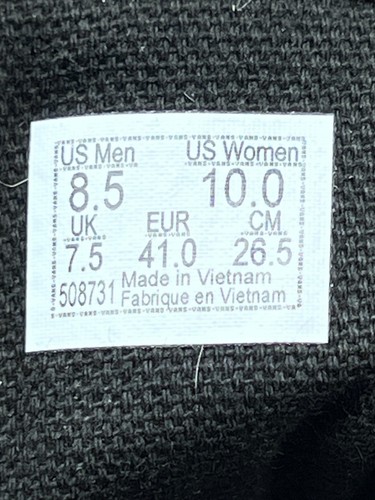 US Men US Women
8.5 10.0
UK EUR CM
7.5 41.0 26.5
508731 Made in Vietnam
Fabrique en Vietnam